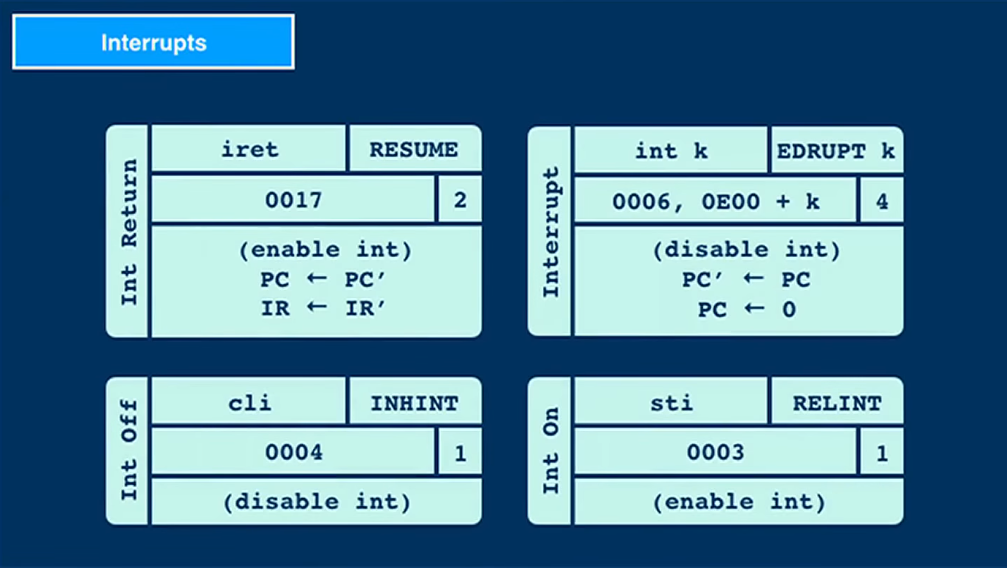 Interrupts
Int Return
iret
RESUME
0017
2
(enable int)
PC ← PC′
IR ← IR′
Interrupt
int k
EDRUPT k
0006, 0E00 + k
4
(disable int)
PC′ ← PC
PC ← 0
Int Off
cli
INHINT
0004
1
(disable int)
Int On
sti
RELINT
0003
1
(enable int)